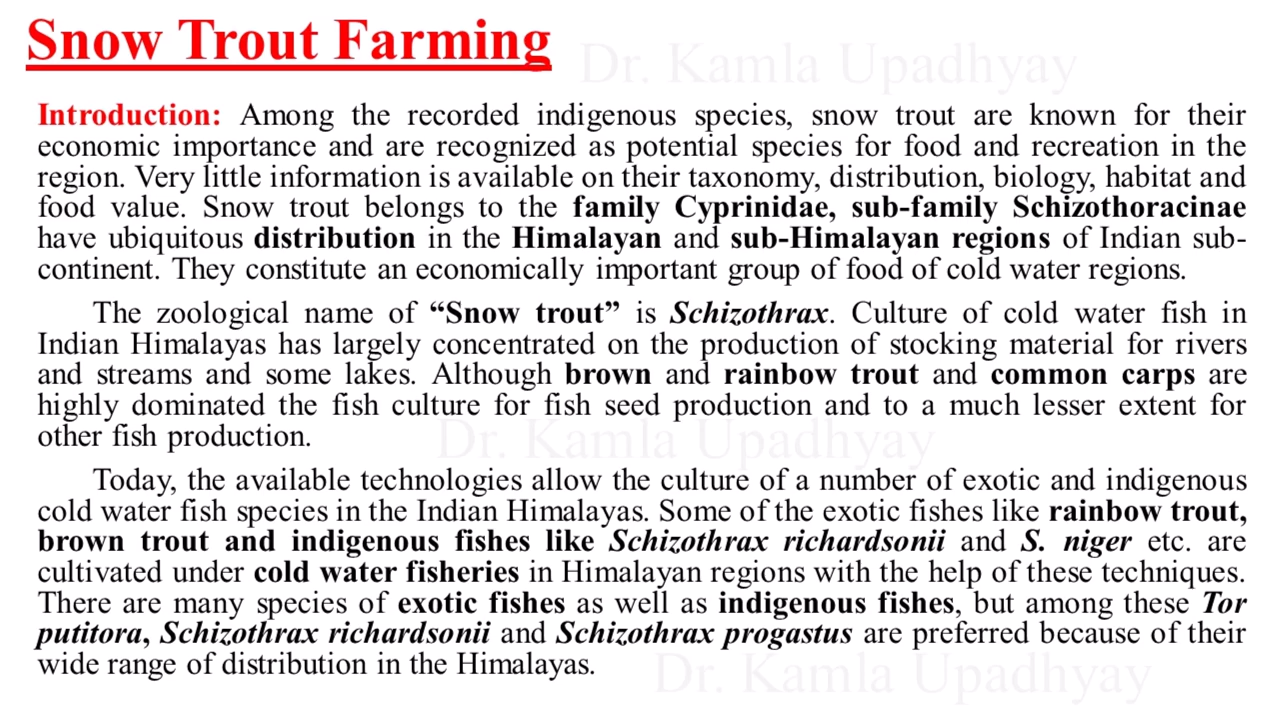 Snow Trout Farming
Dr. Kamla Upadhyay
Introduction: Among the recorded indigenous species, snow trout are known for their
economic importance and are recognized as potential species for food and recreation in the
region. Very little information is available on their taxonomy, distribution, biology, habitat and
food value. Snow trout belongs to the family Cyprinidae, sub-family Schizothoracinae
have ubiquitous distribution in the Himalayan and sub-Himalayan regions of Indian sub-
continent. They constitute an economically important group of food of cold water regions.
The zoological name of “Snow trout” is Schizothrax. Culture of cold water fish in
Indian Himalayas has largely concentrated on the production of stocking material for rivers
and streams and some lakes. Although brown and rainbow trout and common carps are
highly dominated the fish culture for fish seed production and to a much lesser extent for
other fish production.
Dr. Kamla Upadhyay
Today, the available technologies allow the culture of a number of exotic and indigenous
cold water fish species in the Indian Himalayas. Some of the exotic fishes like rainbow trout,
brown trout and indigenous fishes like Schizothrax richardsonii and S. niger etc. are
cultivated under cold water fisheries in Himalayan regions with the help of these techniques.
There are many species of exotic fishes as well as indigenous fishes, but among these Tor
putitora, Schizothrax richardsonii and Schizothrax progastus are preferred because of their
wide range of distribution in the Himalayas.
Dr. Kamla Upadhyay